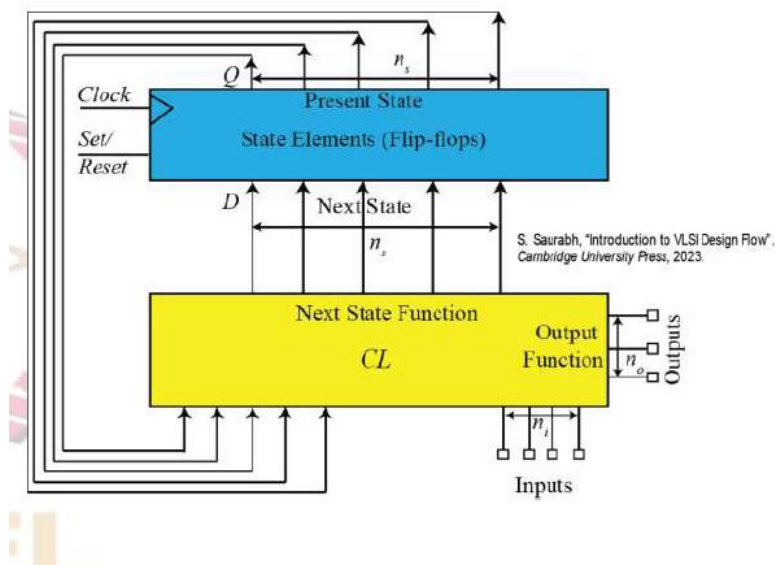 n_s
Q
Clock
Present State
State Elements (Flip-flops)
Set/
Reset
D
Next State
n_s
S. Saurabh, "Introduction to VLSI Design Flow",
Cambridge University Press, 2023.
Next State Function
Output
Function
CL
n_o
Outputs
n_i
Inputs